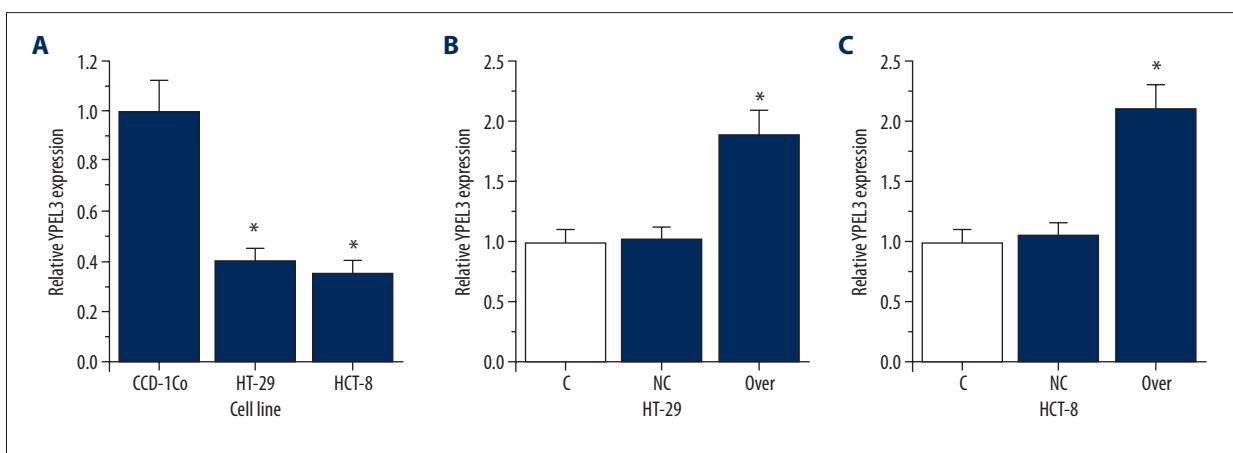 A
Relative YPEL3 expression
1.2
1.0
0.8
0.6
0.4
0.2
0.0
*
*
CCD-1Co HT-29 HCT-8
Cell line
B
Relative YPEL3 expression
2.5
2.0
1.5
1.0
0.5
0.0
*
C NC Over
HT-29
C
Relative YPEL3 expression
2.5
2.0
1.5
1.0
0.5
0.0
*
C NC Over
HCT-8